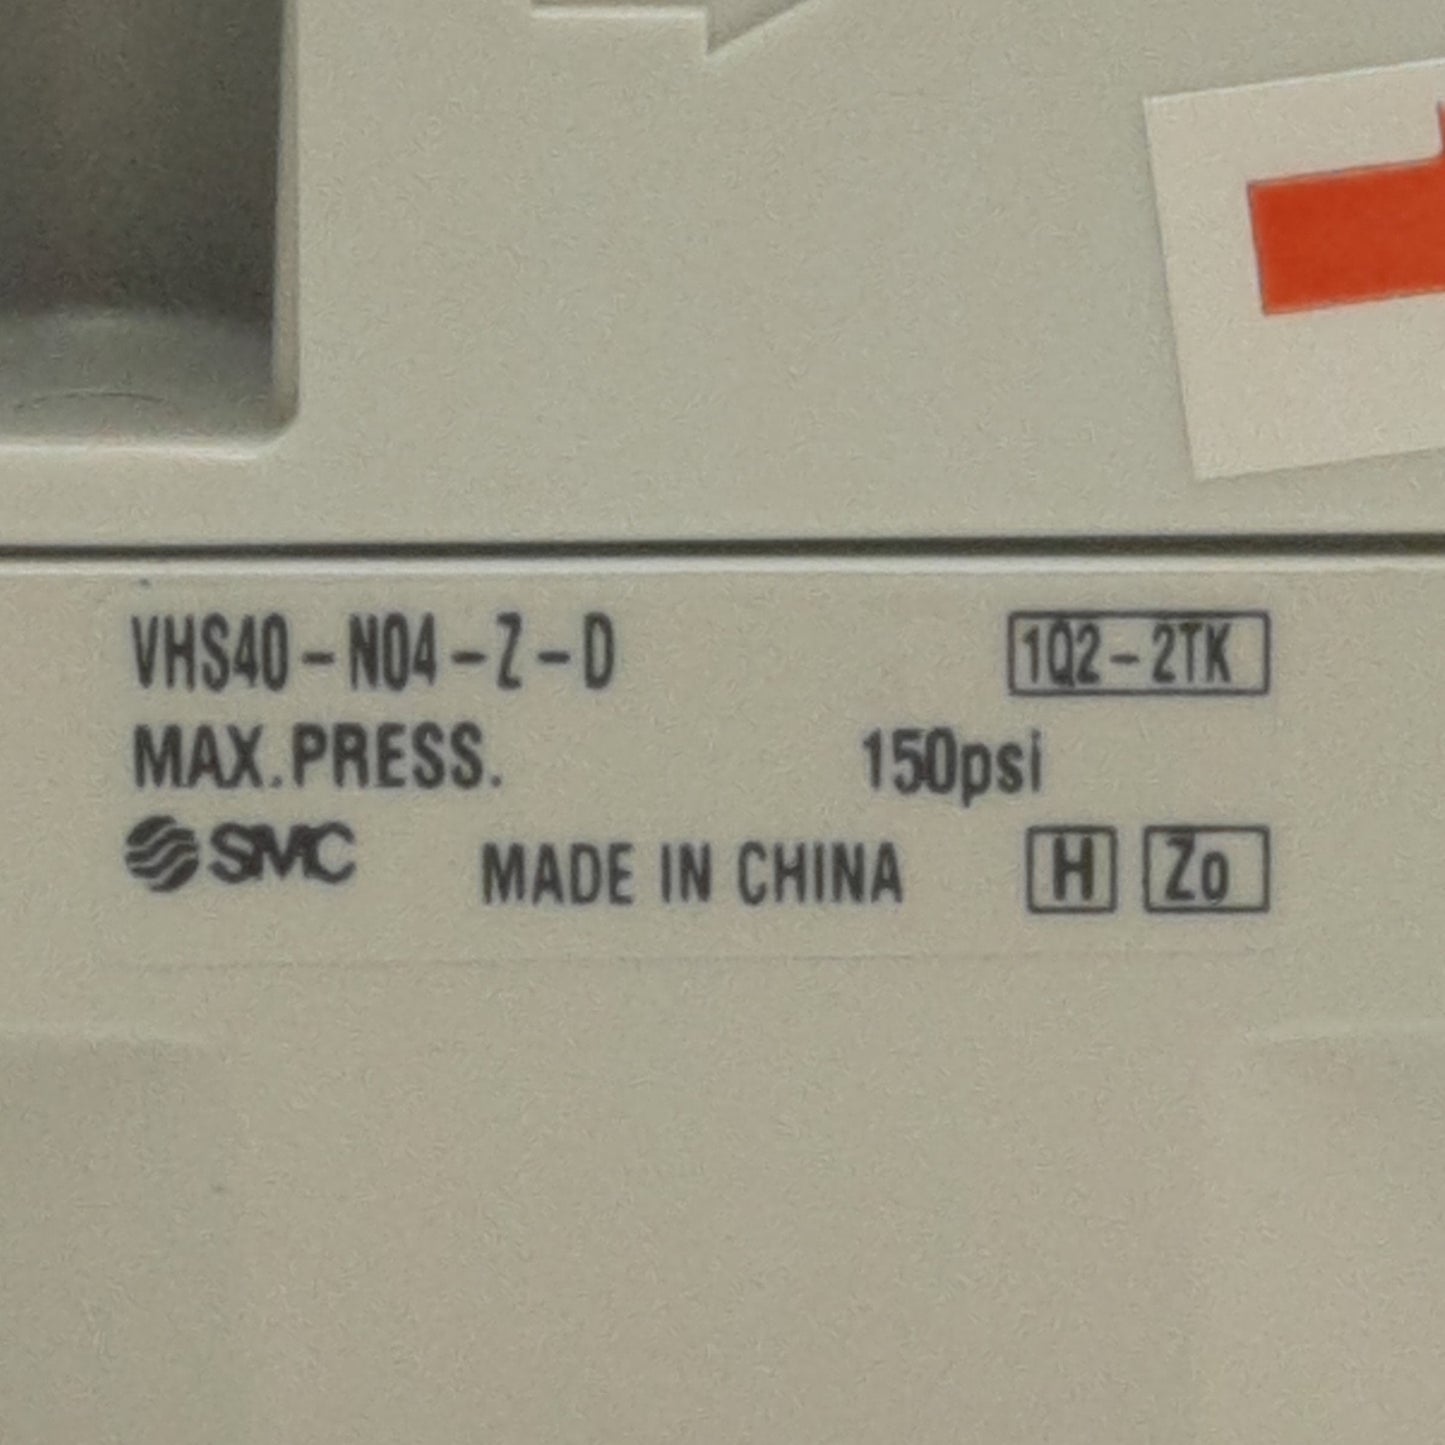 VHS40-N04-Z-D 1Q2-2TK
MAX.PRESS. 150psi
SMC MADE IN CHINA H Zo